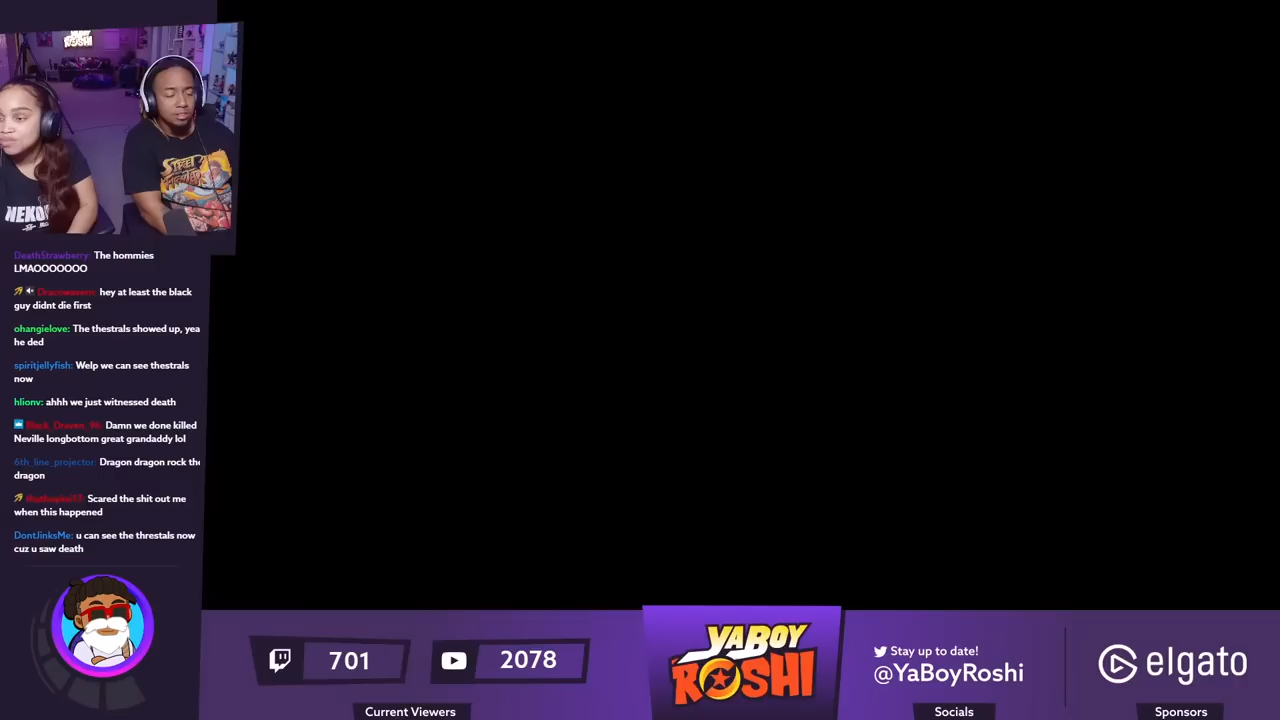 YABOY
ROSHI
STREET
NEKO
DeathStrawberry: The hommies
LMAOOOOOOO
hey at least the black
guy didnt die first
ohangielove: The thestrals showed up, yea
he ded
spiritjellyfish: Welp we can see thestrals
now
hlionv: ahhh we just witnessed death
Black_Draven_96: Damn we done killed
Neville longbottom great grandaddy lol
6th_line_projector: Dragon dragon rock the
dragon
Scared the shit out me
when this happened
DontJinksMe: u can see the threstals now
cuz u saw death
701
2078
Current Viewers
YABOY
ROSHI
Stay up to date!
@YaBoyRoshi
Socials
elgato
Sponsors